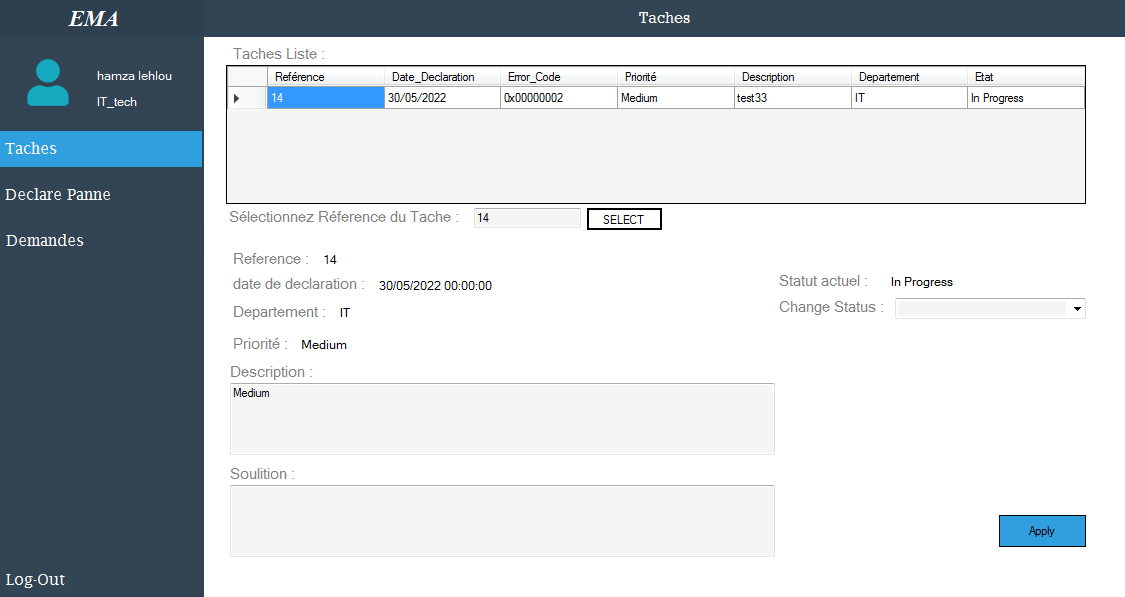 EMA
Taches
hamza lehlou
IT_tech
Taches
Declare Panne
Demandes
Log-Out
Taches Liste :
Reférence Date_Declaration Error_Code Priorité Description Departement Etat
14 30/05/2022 0x00000002 Medium test33 IT In Progress
Sélectionnez Réference du Tache : 14 SELECT
Reference : 14
date de declaration : 30/05/2022 00:00:00
Departement : IT
Priorité : Medium
Statut actuel : In Progress
Change Status :
Description :
Medium
Soulition :
Apply